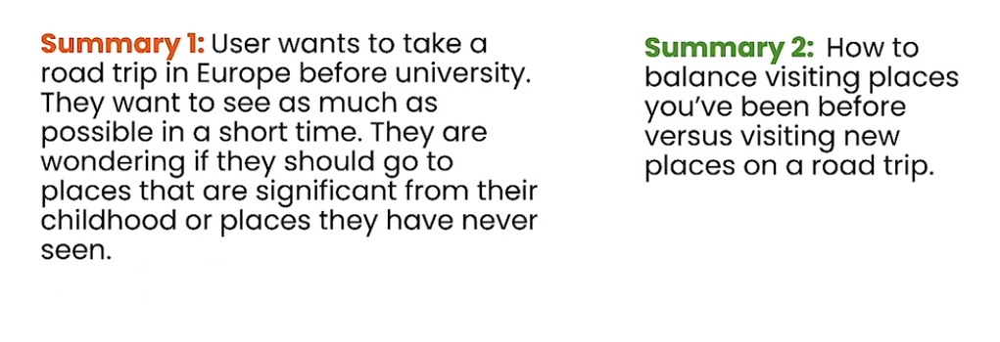 Summary 1: User wants to take a
road trip in Europe before university.
They want to see as much as
possible in a short time. They are
wondering if they should go to
places that are significant from their
childhood or places they have never
seen.
Summary 2: How to
balance visiting places
you've been before
versus visiting new
places on a road trip.